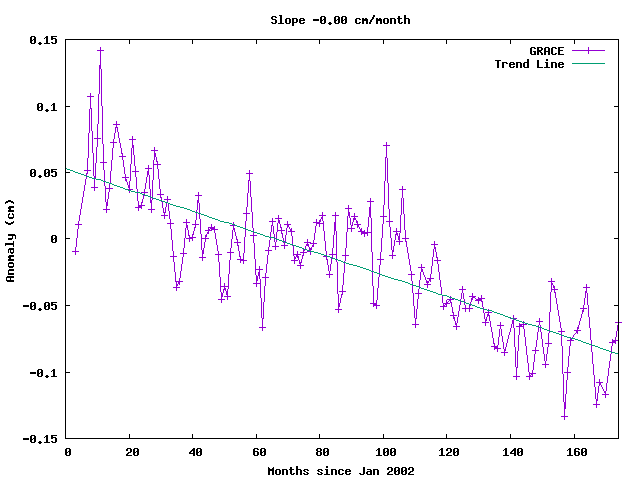 Slope -0.00 cm/month
GRACE
Trend Line
0.15
0.1
0.05
0
-0.05
-0.1
-0.15
Anomaly (cm)
0 20 40 60 80 100 120 140 160
Months since Jan 2002